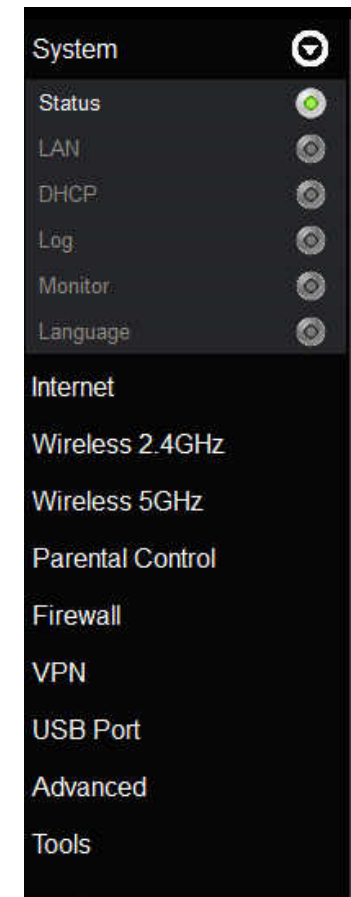 System
Status
LAN
DHCP
Log
Monitor
Language
Internet
Wireless 2.4GHz
Wireless 5GHz
Parental Control
Firewall
VPN
USB Port
Advanced
Tools